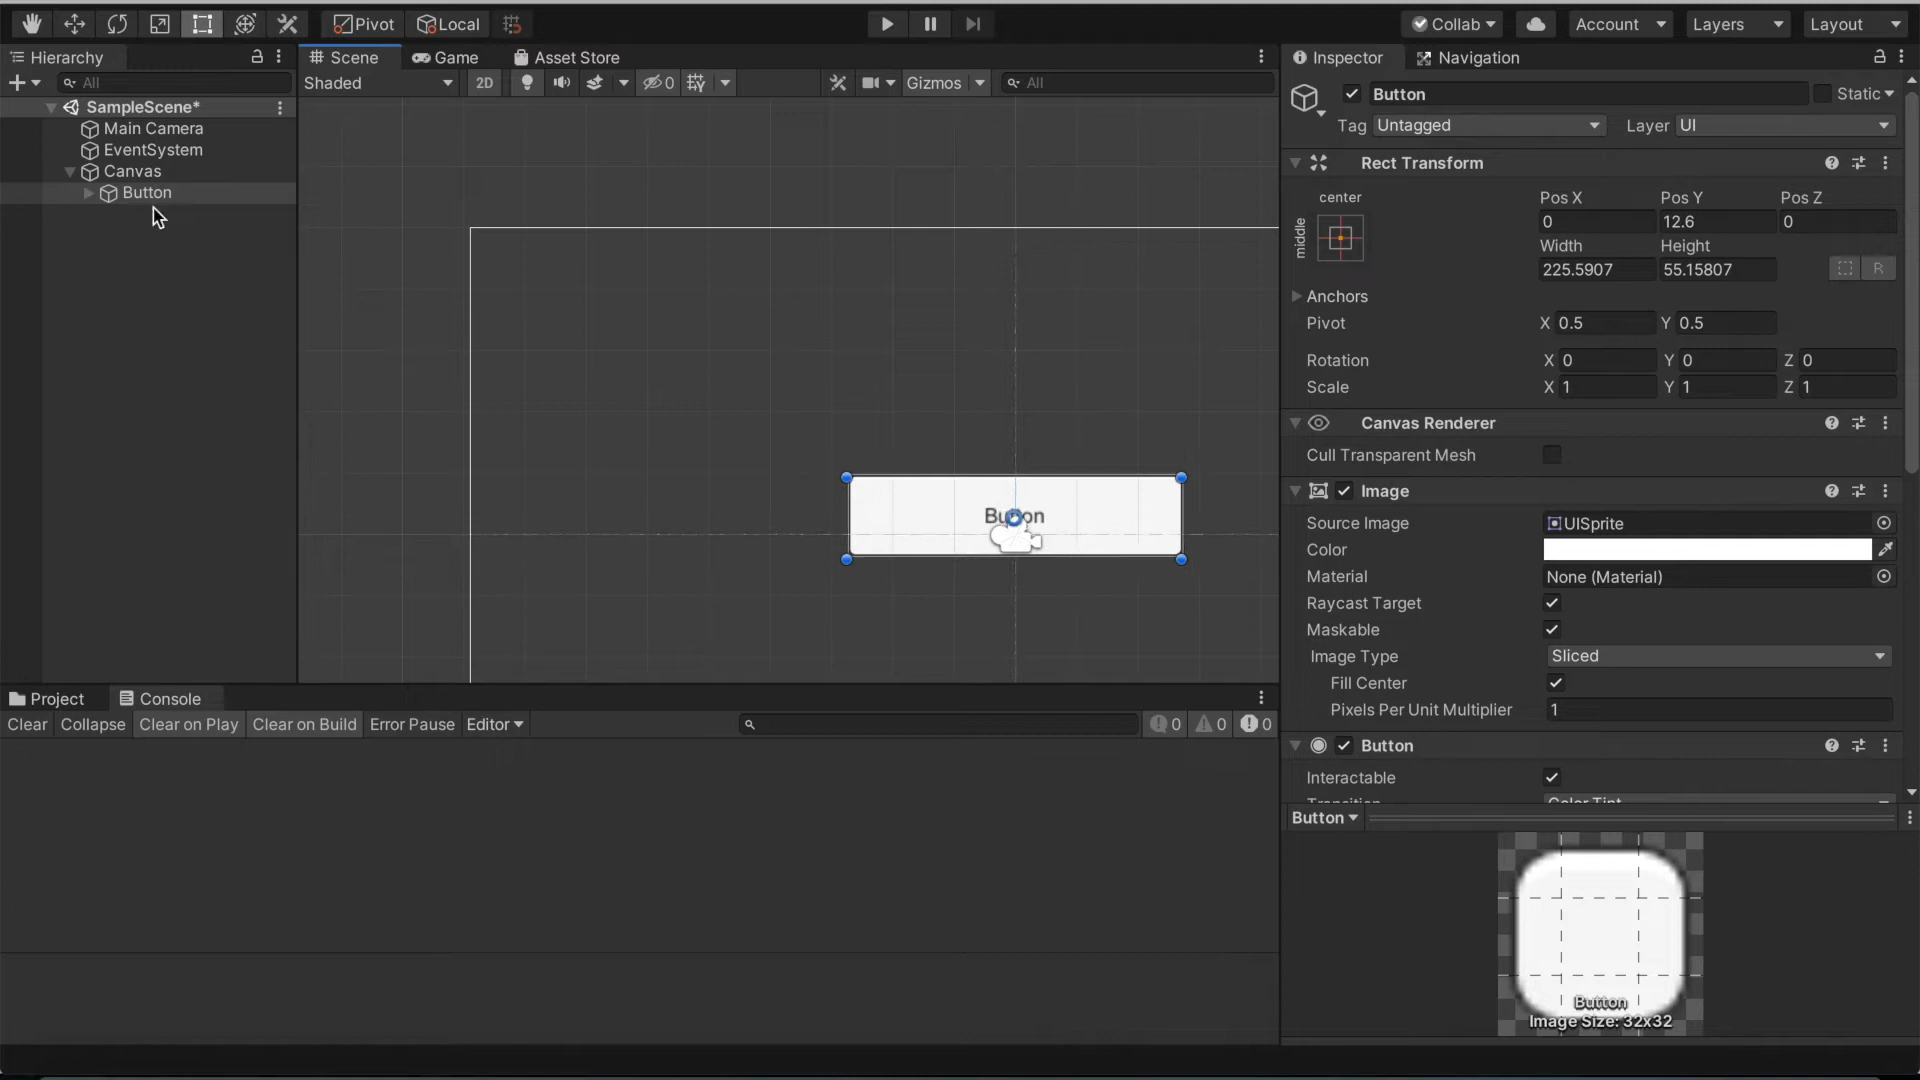 Pivot
Local
Collab
Account
Layers
Layout
Hierarchy
Scene
Game
Asset Store
Inspector
Navigation
All
Shaded
2D
0
Gizmos
All
SampleScene*
Main Camera
EventSystem
Canvas
Button
Button
Button
Static
Tag
Untagged
Layer
UI
Rect Transform
center
middle
Pos X
Pos Y
Pos Z
0
12.6
0
Width
Height
225.5907
55.15807
R
Anchors
Pivot
X 0.5
Y 0.5
Rotation
X 0
Y 0
Z 0
Scale
X 1
Y 1
Z 1
Canvas Renderer
Cull Transparent Mesh
Image
Source Image
UISprite
Color
Material
None (Material)
Raycast Target
Maskable
Image Type
Sliced
Fill Center
Pixels Per Unit Multiplier
1
Button
Interactable
Transition
Color Tint
Button
Button
Image Size: 32x32
Project
Console
Clear
Collapse
Clear on Play
Clear on Build
Error Pause
Editor
0
0
0